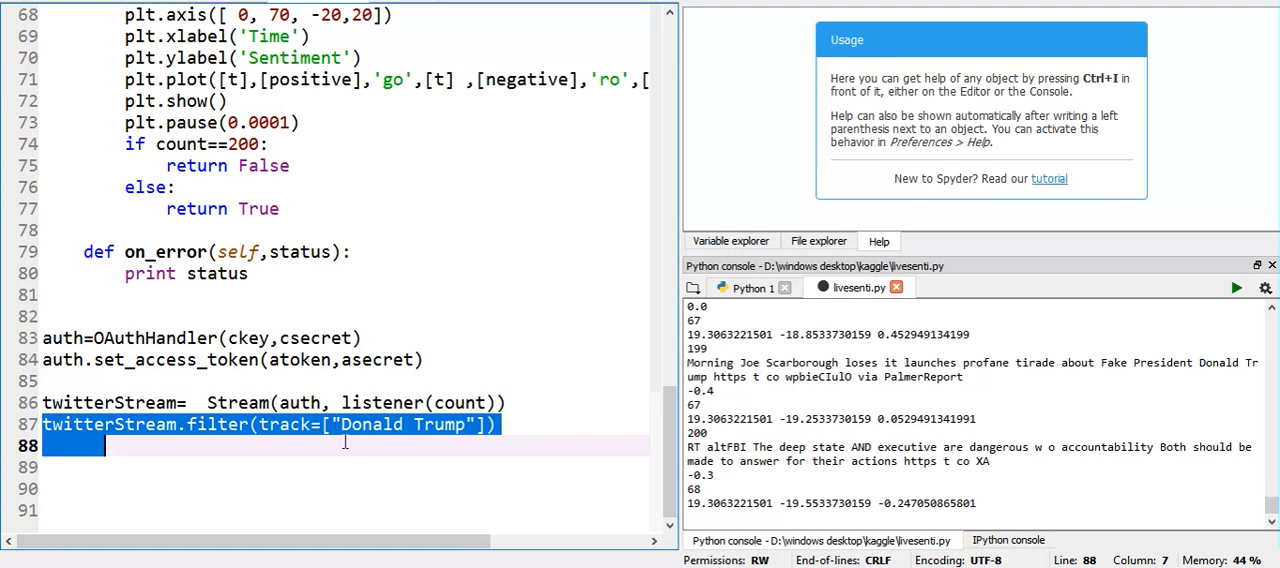 68 plt.axis([ 0, 70, -20,20])
69 plt.xlabel('Time')
70 plt.ylabel('Sentiment')
71 plt.plot([t],[positive],'go',[t] ,[negative],'ro',[
72 plt.show()
73 plt.pause(0.0001)
74 if count==200:
75 return False
76 else:
77 return True
78
79 def on_error(self,status):
80 print status
81
82
83 auth=OAuthHandler(ckey,csecret)
84 auth.set_access_token(atoken,asecret)
85
86 twitterStream= Stream(auth, listener(count))
87 twitterStream.filter(track=["Donald Trump"])
88
89
90
91
Usage
Here you can get help of any object by pressing Ctrl+I in
front of it, either on the Editor or the Console.
Help can also be shown automatically after writing a left
parenthesis next to an object. You can activate this
behavior in Preferences > Help.
New to Spyder? Read our tutorial
Variable explorer File explorer Help
Python console - D:\windows desktop\kaggle\livesenti.py
Python 1 livesenti.py
0.0
67
19.3063221501 -18.8533730159 0.452949134199
199
Morning Joe Scarborough loses it launches profane tirade about Fake President Donald Tr
ump https t co wpbieCIulO via PalmerReport
-0.4
67
19.3063221501 -19.2533730159 0.0529491341991
200
RT altFBI The deep state AND executive are dangerous w o accountability Both should be
made to answer for their actions https t co XA
-0.3
68
19.3063221501 -19.5533730159 -0.247050865801
Python console - D:\windows desktop\kaggle\livesenti.py IPython console
Permissions: RW End-of-lines: CRLF Encoding: UTF-8 Line: 88 Column: 7 Memory: 44 %